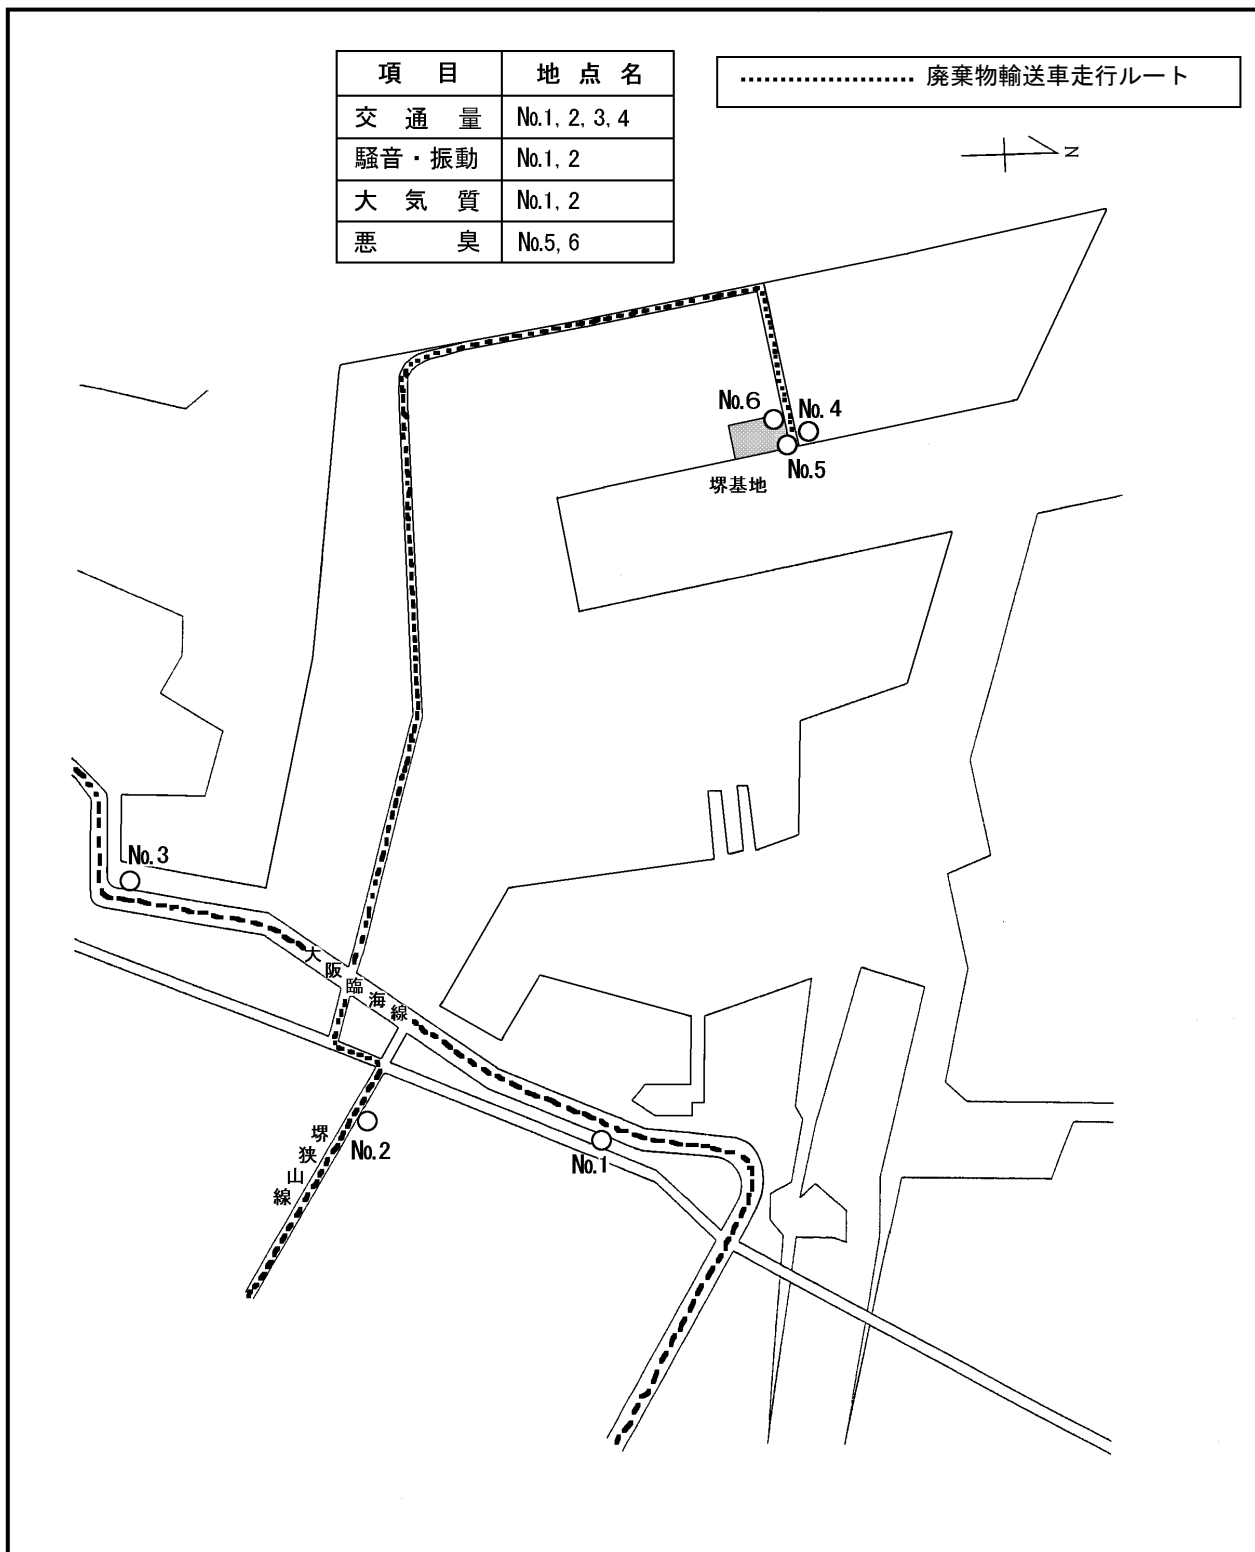 項 目 地 点 名
交 通 量 No.1, 2, 3, 4
騒音・振動 No.1, 2
大 気 質 No.1, 2
悪 臭 No.5, 6
廃棄物輸送車走行ルート
N
No.6
No.4
No.5
堺基地
No.3
大阪臨海線
No.2
No.1
堺狭山線